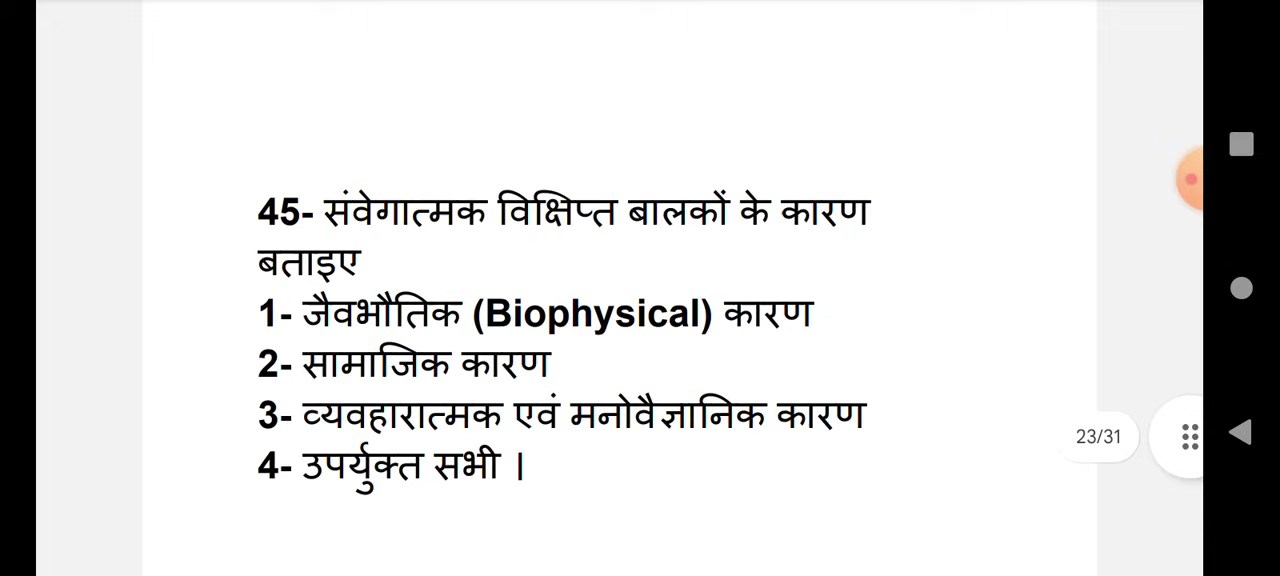 45- संवेगात्मक विक्षिप्त बालकों के कारण
बताइए
1- जैवभौतिक (Biophysical) कारण
2- सामाजिक कारण
3- व्यवहारात्मक एवं मनोवैज्ञानिक कारण
4- उपर्युक्त सभी ।
23/31